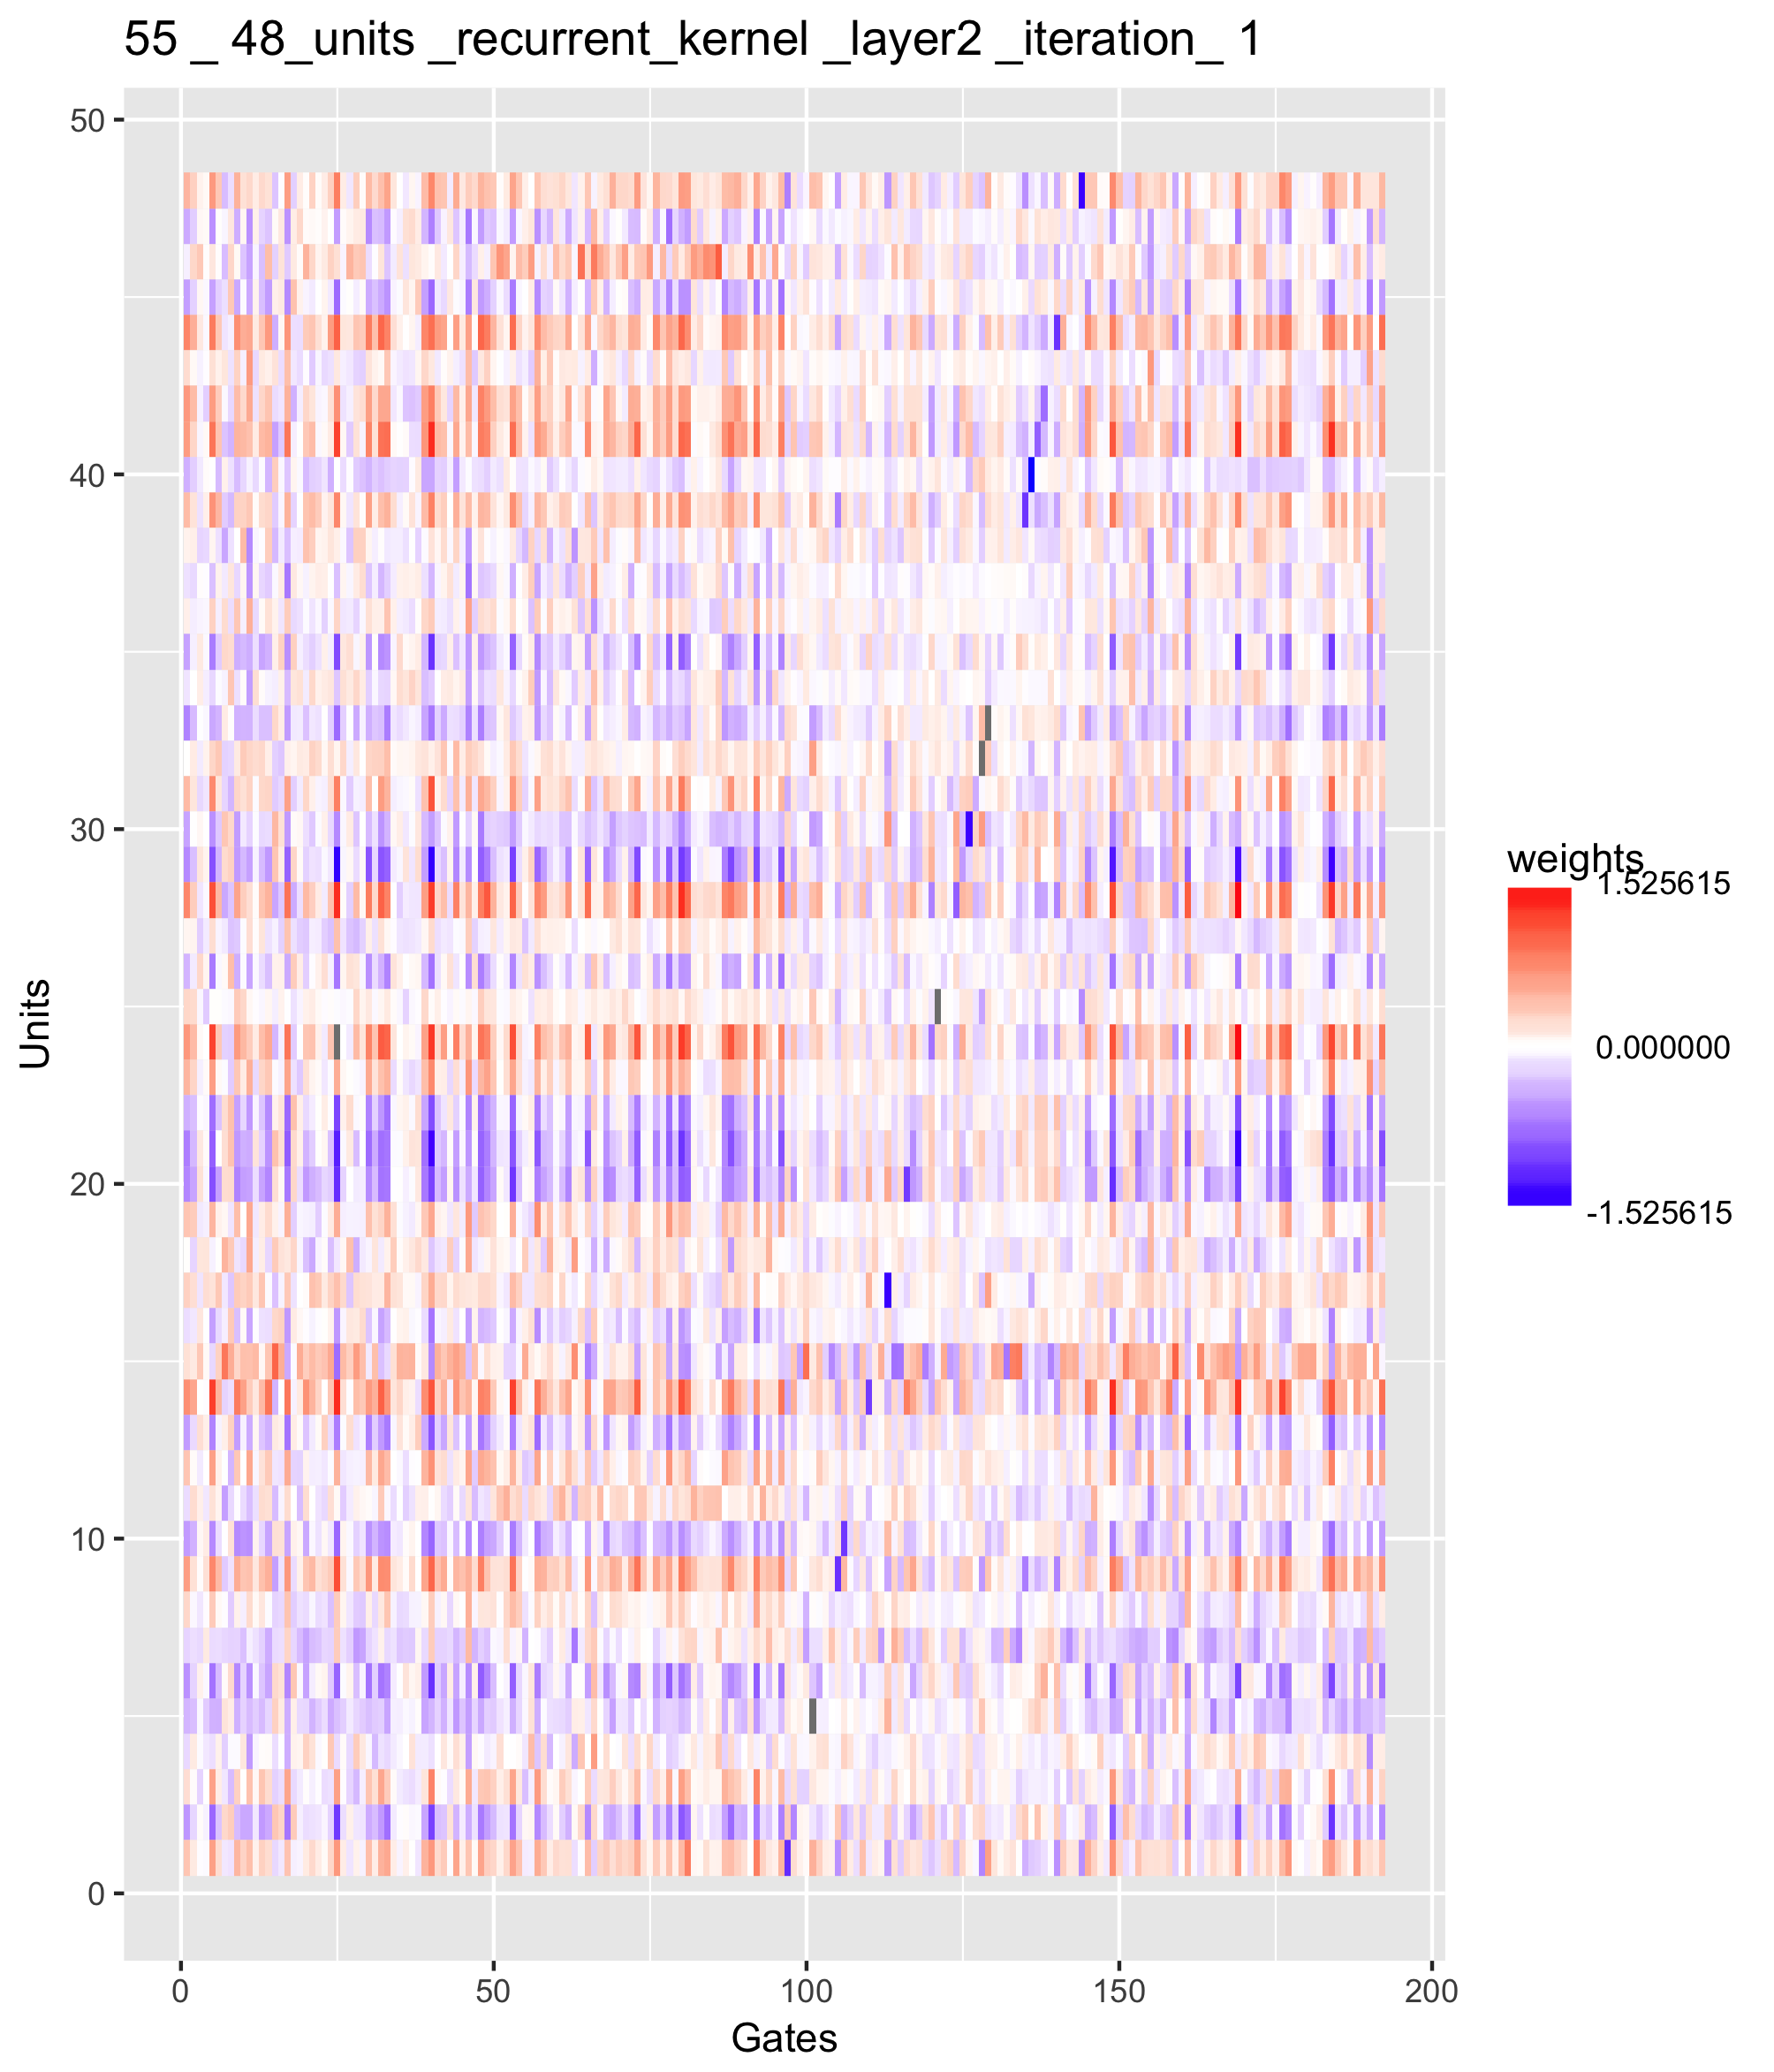 55 _ 48_units _recurrent_kernel _layer2 _iteration_ 1
50
40
30
20
10
0
Units
0 50 100 150 200
Gates
weights
1.525615
0.000000
-1.525615